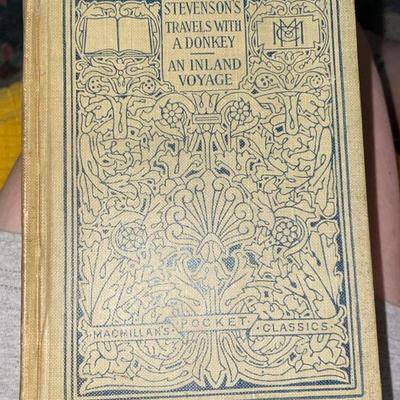 STEVENSON'S
TRAVELS WITH
A DONKEY
AN INLAND
VOYAGE
MACMILLAN'S POCKET CLASSICS